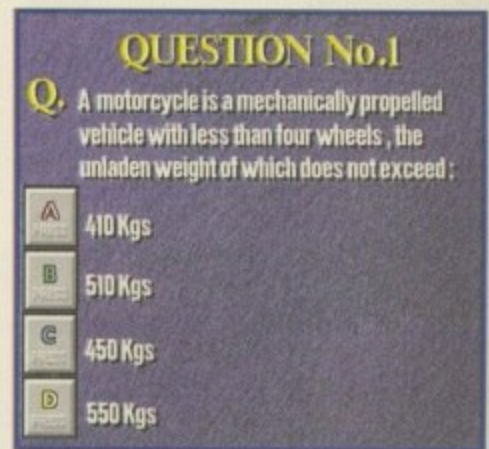 QUESTION No.1
Q. A motorcycle is a mechanically propelled
vehicle with less than four wheels , the
unladen weight of which does not exceed :
A
410 Kgs
B
510 Kgs
C
450 Kgs
D
550 Kgs